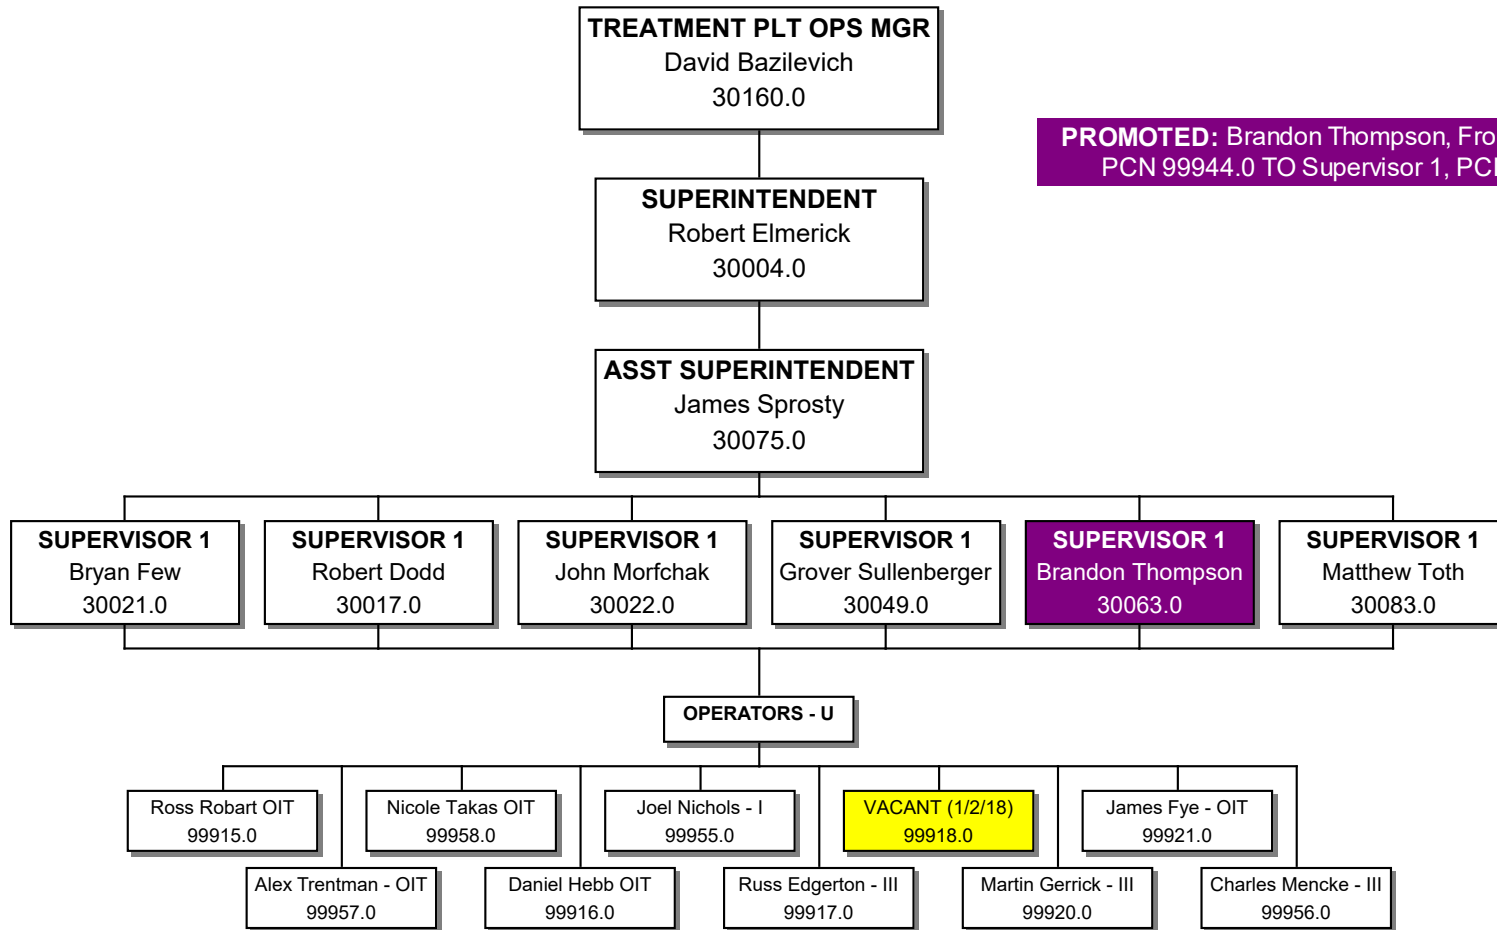 TREATMENT PLT OPS MGR
David Bazilevich
30160.0
PROMOTED: Brandon Thompson,
PCN 99944.0 TO Supervisor 1,
SUPERINTENDENT
Robert Elmerick
30004.0
ASST SUPERINTENDENT
James Sprosty
30075.0
SUPERVISOR 1
Bryan Few
30021.0
SUPERVISOR 1
Robert Dodd
30017.0
SUPERVISOR 1
John Morfchak
30022.0
SUPERVISOR 1
Grover Sullenberger
30049.0
SUPERVISOR 1
Brandon Thompson
30063.0
SUPERVISOR 1
Matthew Toth
30083.0
OPERATORS - U
Ross Robart OIT
99915.0
Nicole Takas OIT
99958.0
Joel Nichols - I
99955.0
VACANT (1/2/18)
99918.0
James Fye - OIT
99921.0
Alex Trentman - OIT
99957.0
Daniel Hebb OIT
99916.0
Russ Edgerton - III
99917.0
Martin Gerrick - III
99920.0
Charles Mencke - III
99956.0